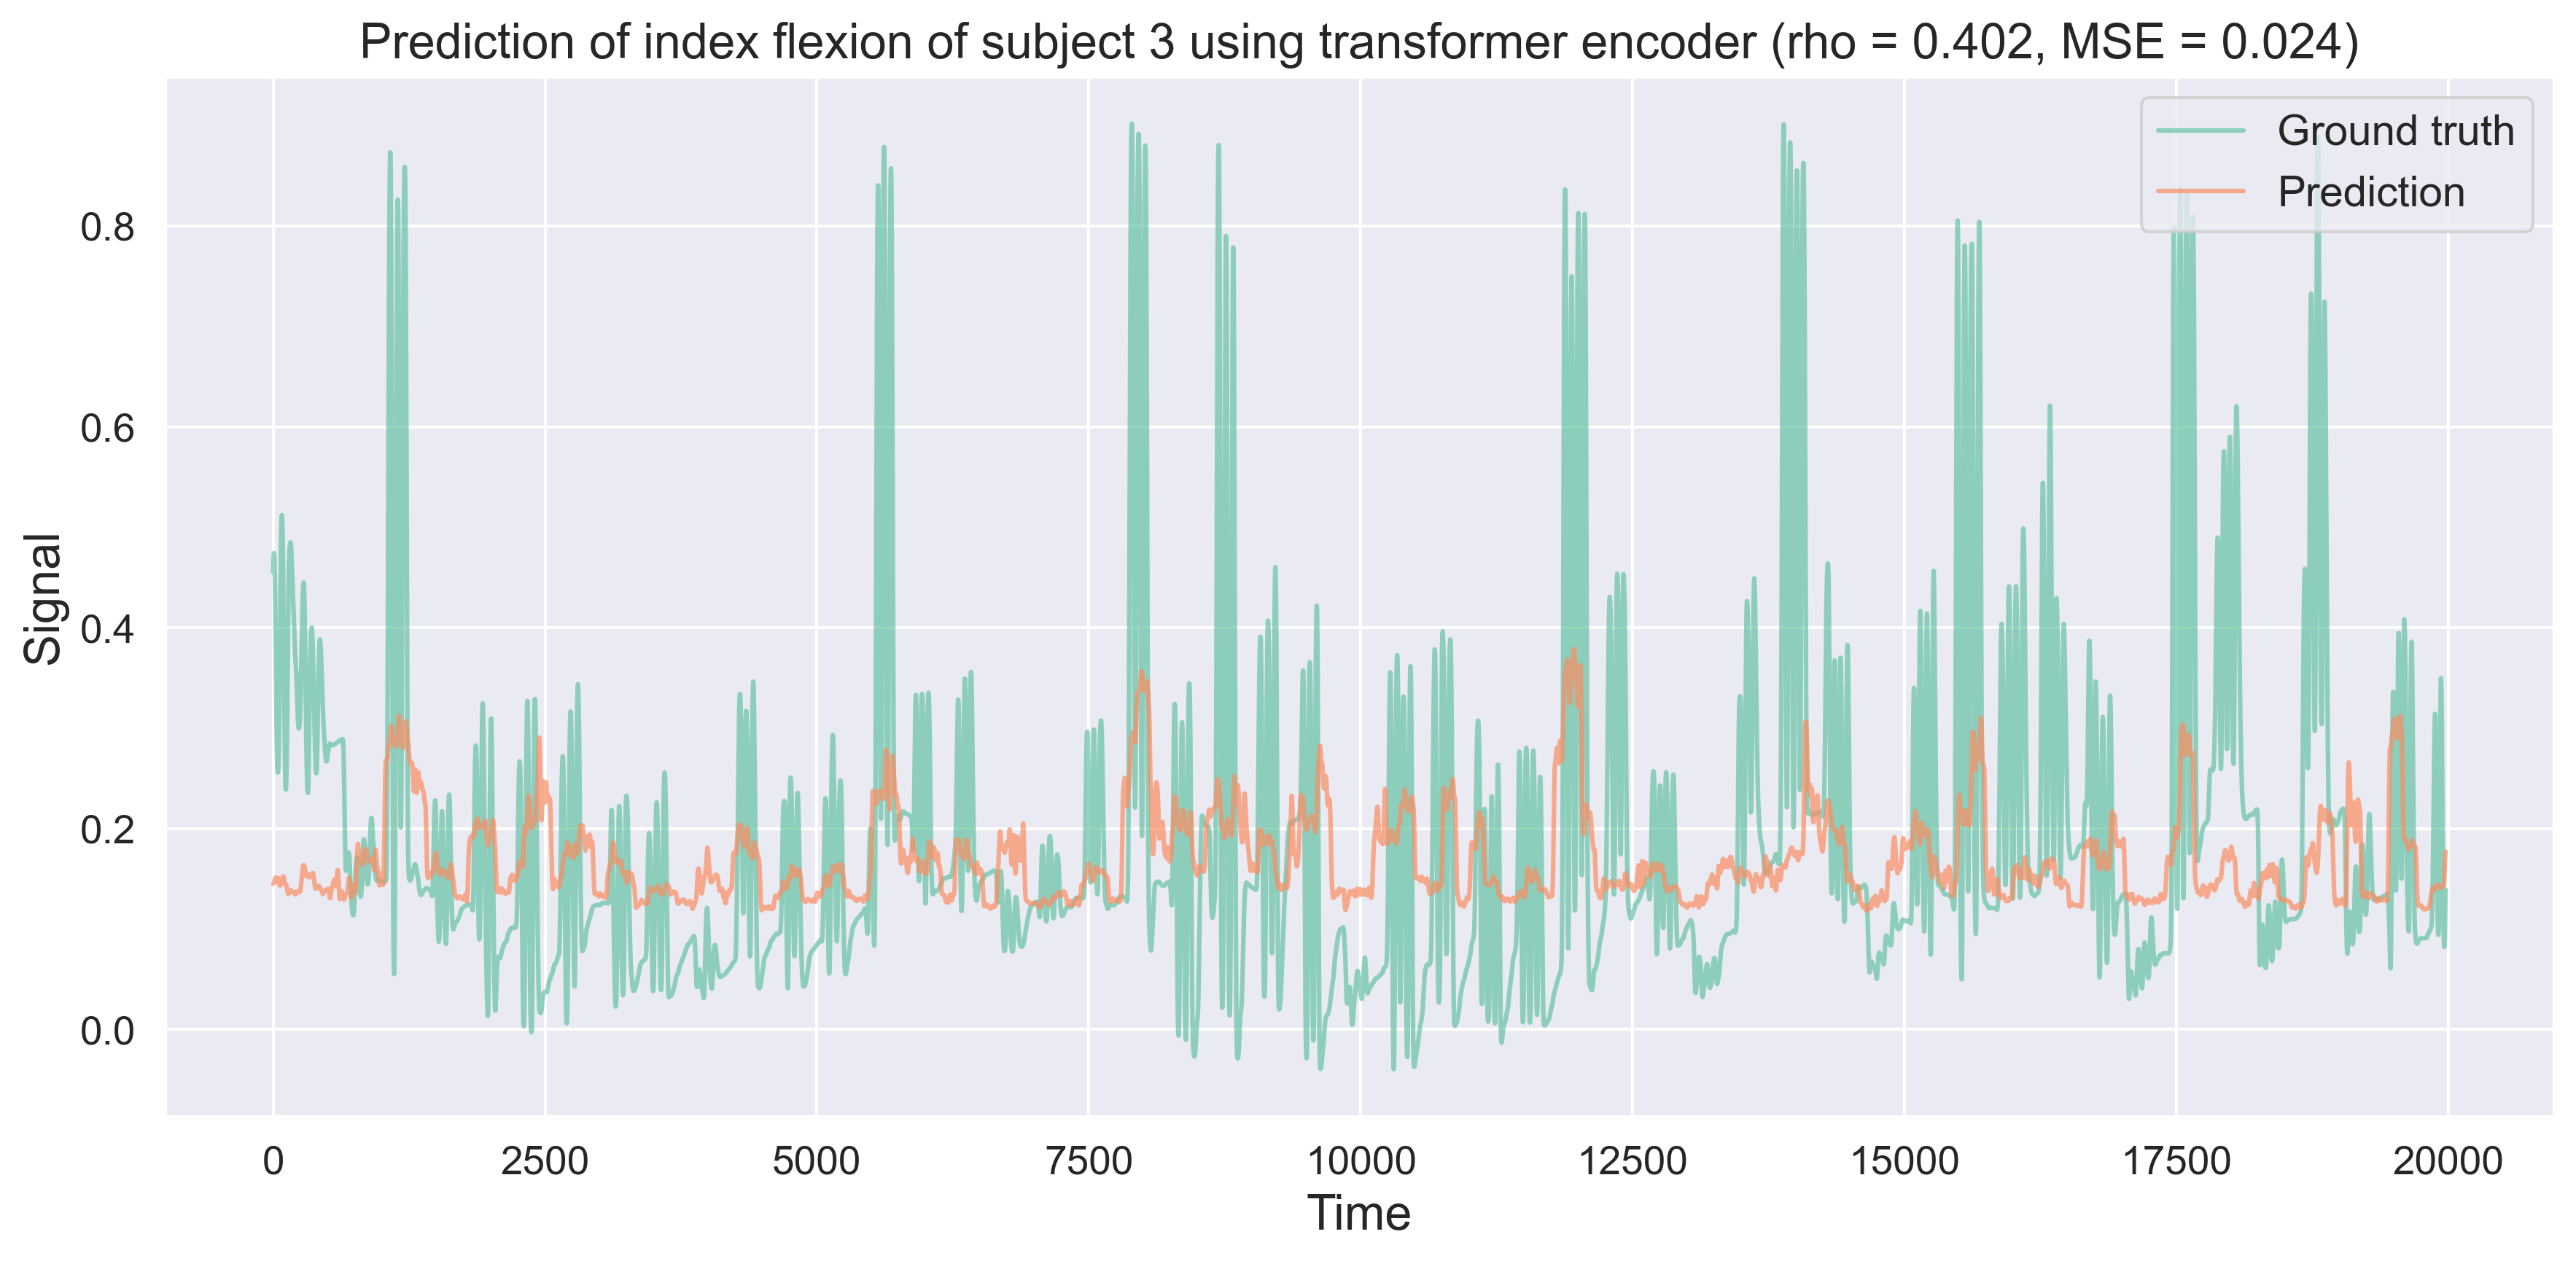 Prediction of index flexion of subject 3 using transformer encoder (rho = 0.402, MSE = 0.024)
Ground truth
Prediction
0.8
0.6
0.4
0.2
0.0
Signal
0 2500 5000 7500 10000 12500 15000 17500 20000
Time